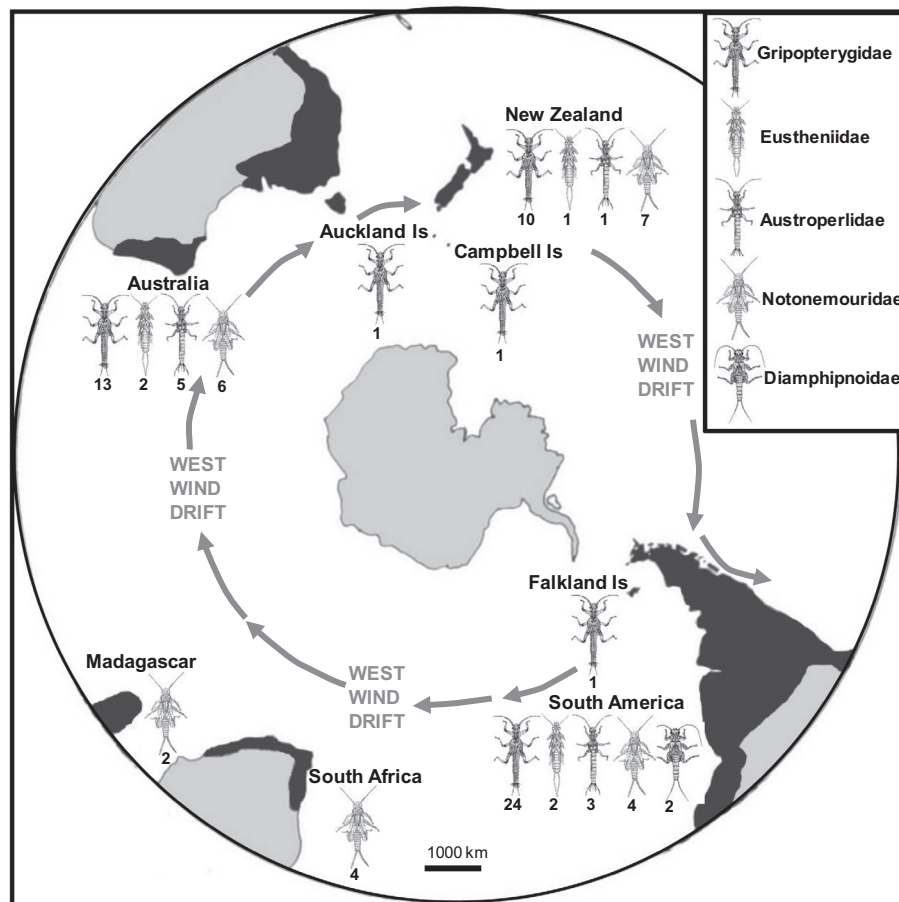 Gripopterygidae
Eustheniidae
Austroperlidae
Notonemouridae
Diamphipnoidae
New Zealand
10 1 1 7
Auckland Is
1
Campbell Is
1
Australia
13 2 5 6
WEST
WIND
DRIFT
WEST
WIND
DRIFT
Falkland Is
1
Madagascar
2
WEST
WIND
DRIFT
South America
24 2 3 4 2
South Africa
4
1000 km